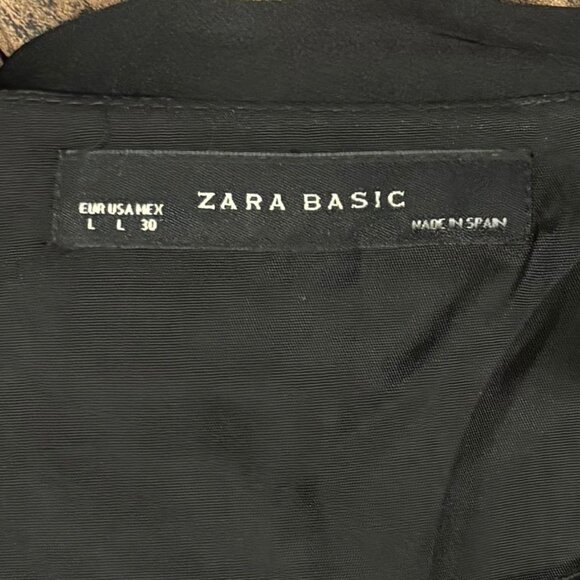 ZARA BASIC
EUR USA MEX
L L 30
MADE IN SPAIN